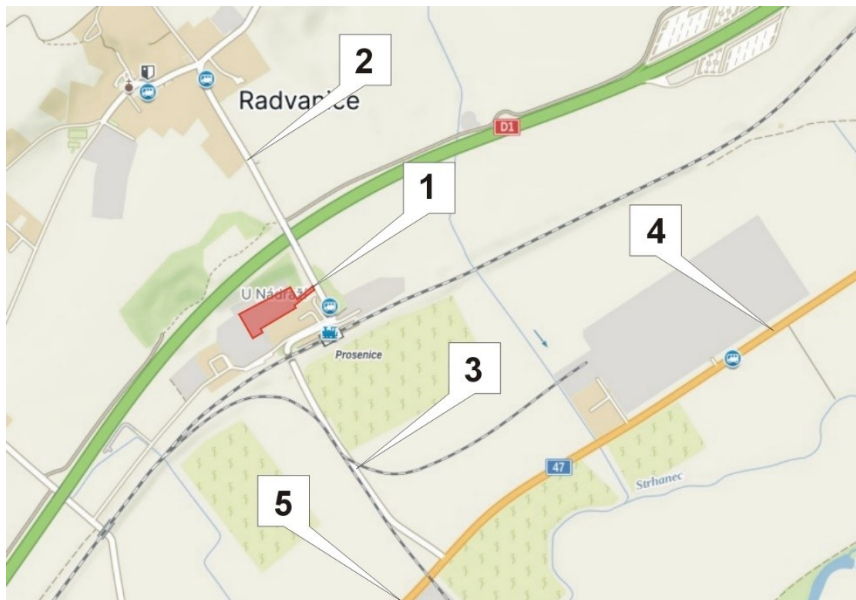 2
Radvanice
D1
1
4
U Nádraží
Prosenice
3
47
Strhanec
5